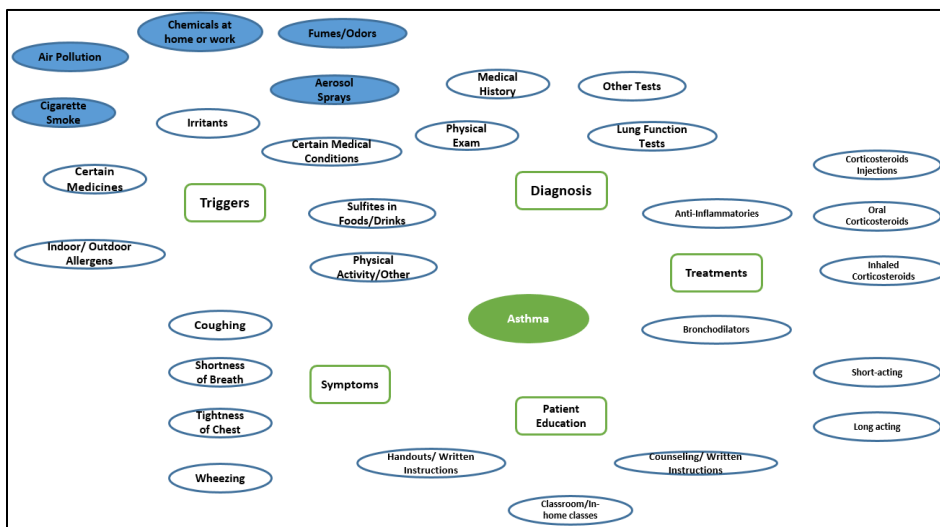 Chemicals at
home or work
Fumes/Odors
Air Pollution
Aerosol
Sprays
Medical
History
Other Tests
Cigarette
Smoke
Irritants
Physical
Exam
Lung Function
Tests
Certain Medical
Conditions
Corticosteroids
Injections
Certain
Medicines
Triggers
Diagnosis
Sulfites in
Foods/Drinks
Anti-Inflammatories
Oral
Corticosteroids
Indoor/ Outdoor
Allergens
Physical
Activity/Other
Treatments
Inhaled
Corticosteroids
Asthma
Coughing
Bronchodilators
Shortness
of Breath
Symptoms
Short-acting
Tightness
of Chest
Patient
Education
Long acting
Handouts/ Written
Instructions
Counseling/ Written
Instructions
Wheezing
Classroom/In-
home classes